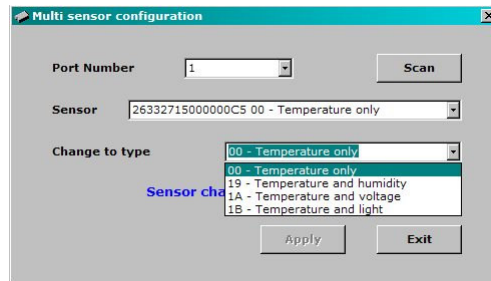 Multi sensor configuration
Port Number 1 Scan
Sensor 26332715000000C5 00 - Temperature only
Change to type 00 - Temperature only
00 - Temperature only
19 - Temperature and humidity
1A - Temperature and voltage
1B - Temperature and light
Sensor cha
Apply Exit